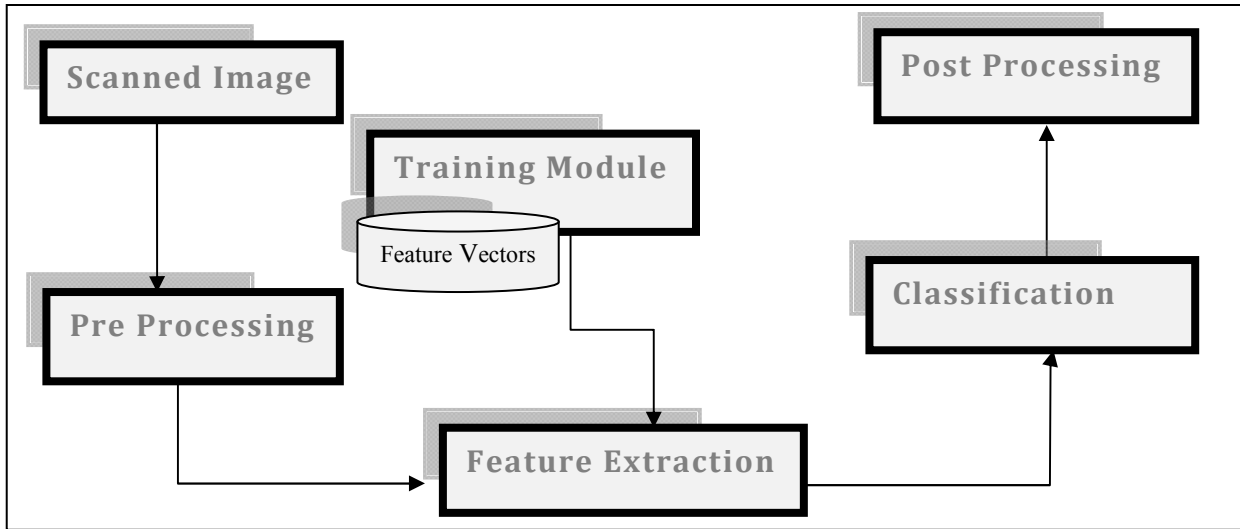 Scanned Image
Post Processing
Training Module
Feature Vectors
Classification
Pre Processing
Feature Extraction